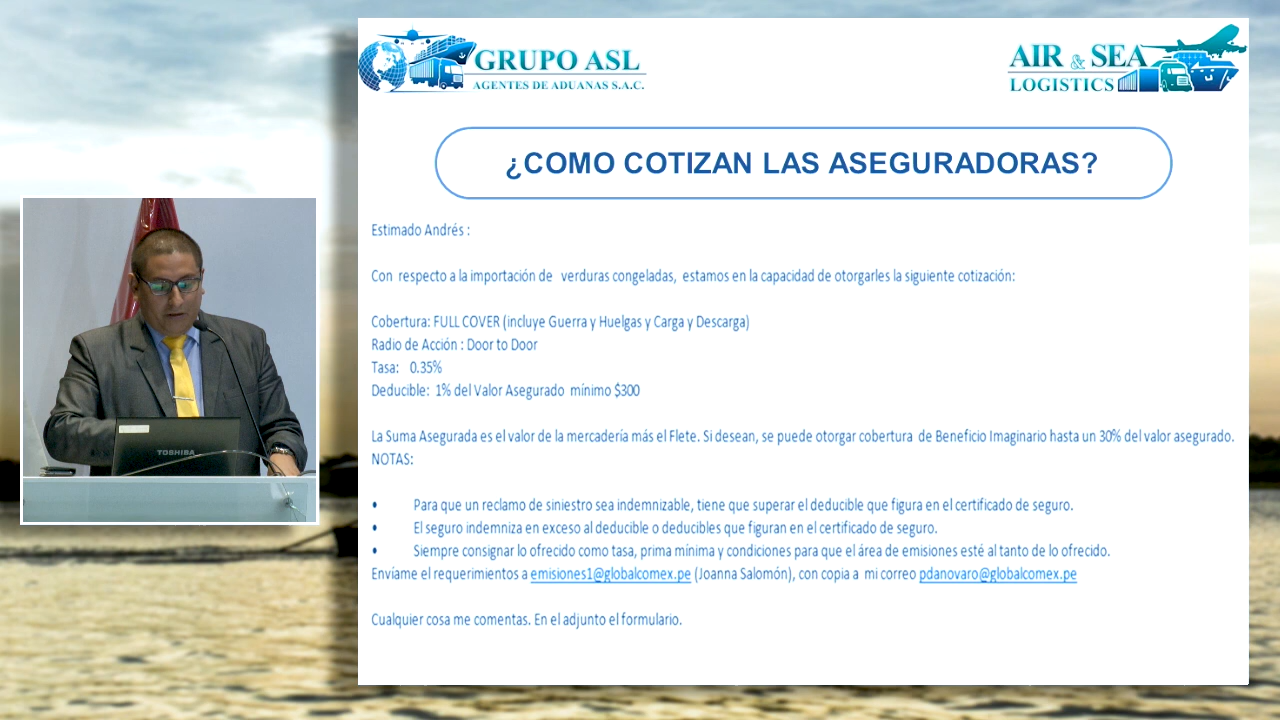 GRUPO ASL
AGENTES DE ADUANAS S.A.C.
AIR & SEA
LOGISTICS
¿COMO COTIZAN LAS ASEGURADORAS?
Estimado Andrés :
Con respecto a la importación de verduras congeladas, estamos en la capacidad de otorgarles la siguiente cotización:
Cobertura: FULL COVER (incluye Guerra y Huelgas y Carga y Descarga)
Radio de Acción : Door to Door
Tasa: 0.35%
Deducible: 1% del Valor Asegurado mínimo $300
La Suma Asegurada es el valor de la mercadería más el Flete. Si desean, se puede otorgar cobertura de Beneficio Imaginario hasta un 30% del valor asegurado.
NOTAS:
• Para que un reclamo de siniestro sea indemnizable, tiene que superar el deducible que figura en el certificado de seguro.
• El seguro indemniza en exceso al deducible o deducibles que figuran en el certificado de seguro.
• Siempre consignar lo ofrecido como tasa, prima mínima y condiciones para que el área de emisiones esté al tanto de lo ofrecido.
Envíame el requerimientos a emisiones1@globalcomex.pe (Joanna Salomón), con copia a mi correo pdanovaro@globalcomex.pe
Cualquier cosa me comentas. En el adjunto el formulario.
TOSHIBA